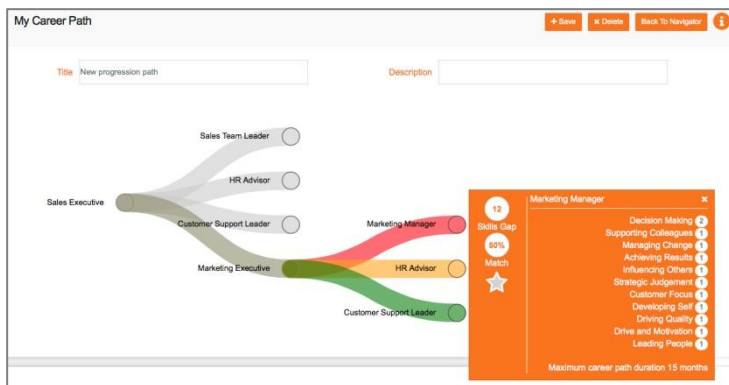 My Career Path
+ Save
× Delete
Back To Navigator
i
Title
New progression path
Description
Sales Team Leader
HR Advisor
Sales Executive
Customer Support Leader
Marketing Executive
Marketing Manager
HR Advisor
Customer Support Leader
12
Skills Gap
50%
Match
Marketing Manager ×
Decision Making 2
Supporting Colleagues 1
Managing Change 1
Achieving Results 1
Influencing Others 1
Strategic Judgement 1
Customer Focus 1
Developing Self 1
Driving Quality 1
Drive and Motivation 1
Leading People 1
Maximum career path duration 15 months